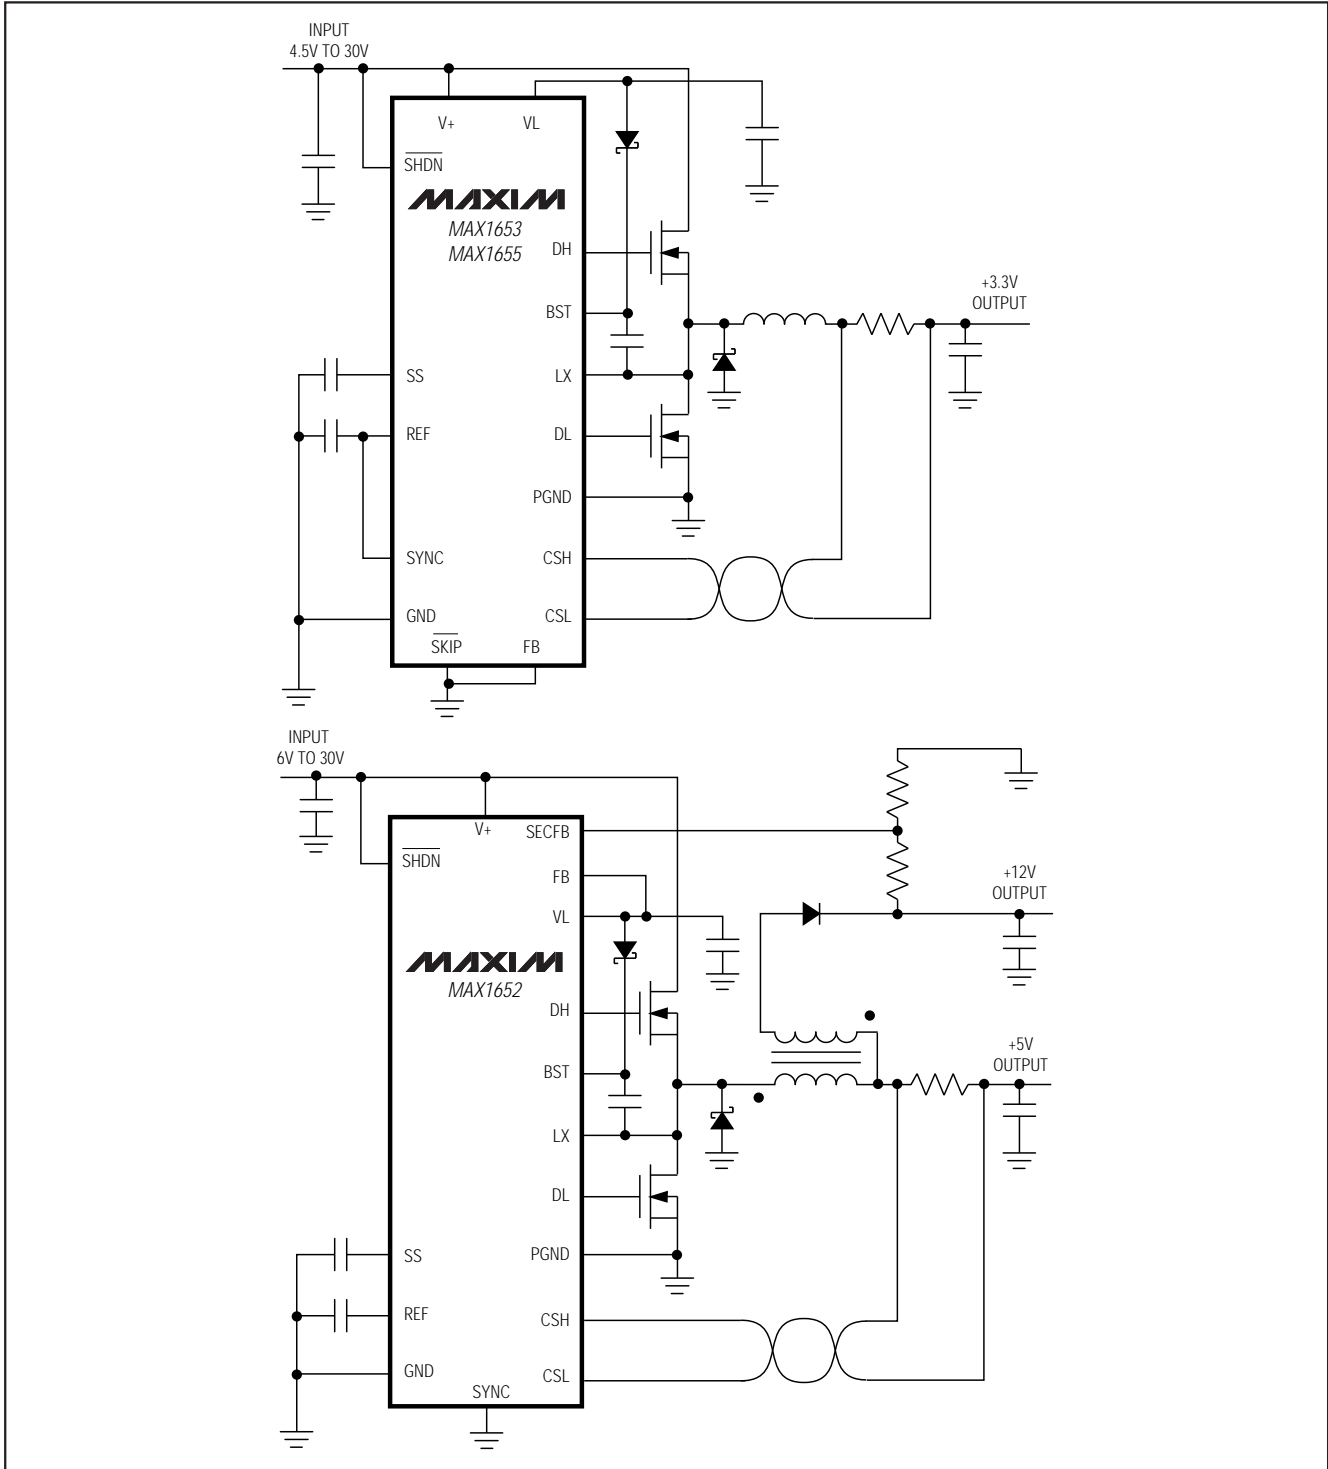 INPUT
4.5V TO 30V
V+
VL
SHDN
MAXIM
MAX1653
MAX1655
DH
+3.3V
OUTPUT
BST
SS
LX
REF
DL
PGND
SYNC
CSH
GND
CSL
SKIP
FB
INPUT
6V TO 30V
V+
SECFB
SHDN
FB
+12V
OUTPUT
VL
MAXIM
MAX1652
DH
+5V
OUTPUT
BST
LX
DL
SS
PGND
REF
CSH
GND
CSL
SYNC